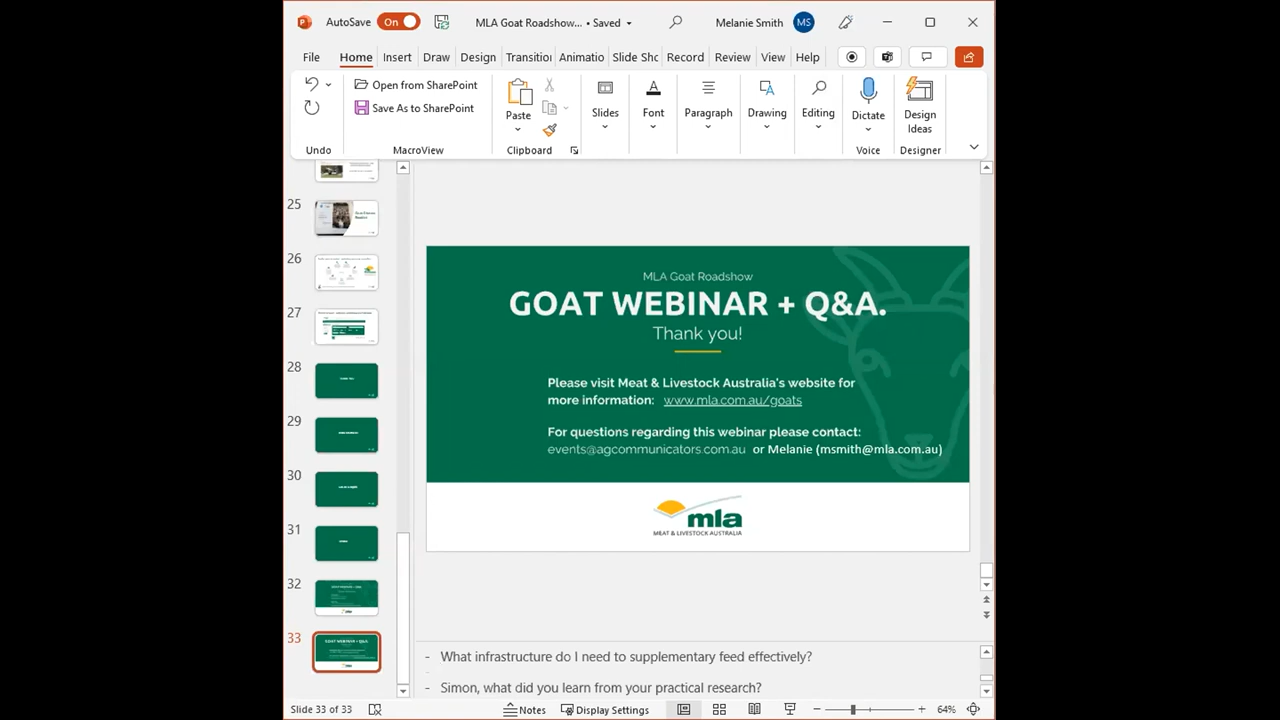 AutoSave On MLA Goat Roadshow... • Saved Melanie Smith MS
File Home Insert Draw Design Transitior Animatio Slide Shc Record Review View Help
Open from SharePoint
Save As to SharePoint
Paste Slides Font Paragraph Drawing Editing Dictate Design Ideas
Undo MacroView Clipboard Voice Designer
25
26
27
28
29
30
31
32
33
MLA Goat Roadshow
GOAT WEBINAR + Q&A.
Thank you!
Please visit Meat & Livestock Australia's website for
more information: www.mla.com.au/goats
For questions regarding this webinar please contact:
events@agcommunicators.com.au or Melanie (msmith@mla.com.au)
mla
MEAT & LIVESTOCK AUSTRALIA
- What infrastructure do I need to supplementary feed effectively?
- Simon, what did you learn from your practical research?
Slide 33 of 33 Notes Display Settings 64%